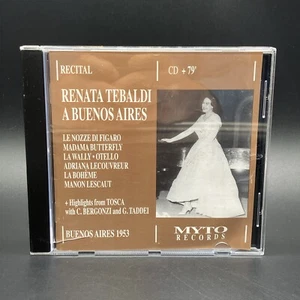 RECITAL
CD + 79'
RENATA TEBALDI
A BUENOS AIRES
LE NOZZE DI FIGARO
MADAMA BUTTERFLY
LA WALLY • OTELLO
ADRIANA LECOUVREUR
LA BOHÈME
MANON LESCAUT
+ Highlights from TOSCA
with C. BERGONZI and G. TADDEI
BUENOS AIRES 1953
MYTO
RECORDS